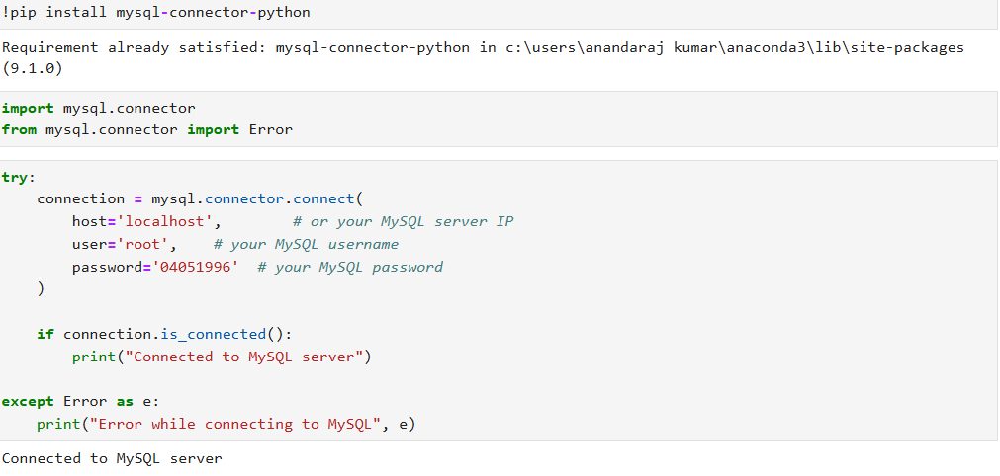 !pip install mysql-connector-python
Requirement already satisfied: mysql-connector-python in c:\users\anandaraj kumar\anaconda3\lib\site-packages
(9.1.0)
import mysql.connector
from mysql.connector import Error
try:
    connection = mysql.connector.connect(
        host='localhost',        # or your MySQL server IP
        user='root',    # your MySQL username
        password='04051996'  # your MySQL password
    )
    if connection.is_connected():
        print("Connected to MySQL server")
except Error as e:
    print("Error while connecting to MySQL", e)
Connected to MySQL server